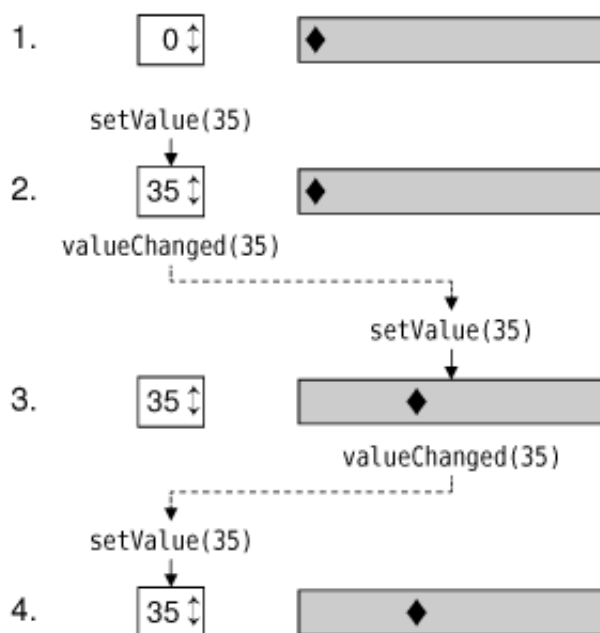 1. 0
setValue(35)
2. 35
valueChanged(35)
setValue(35)
3. 35
valueChanged(35)
setValue(35)
4. 35